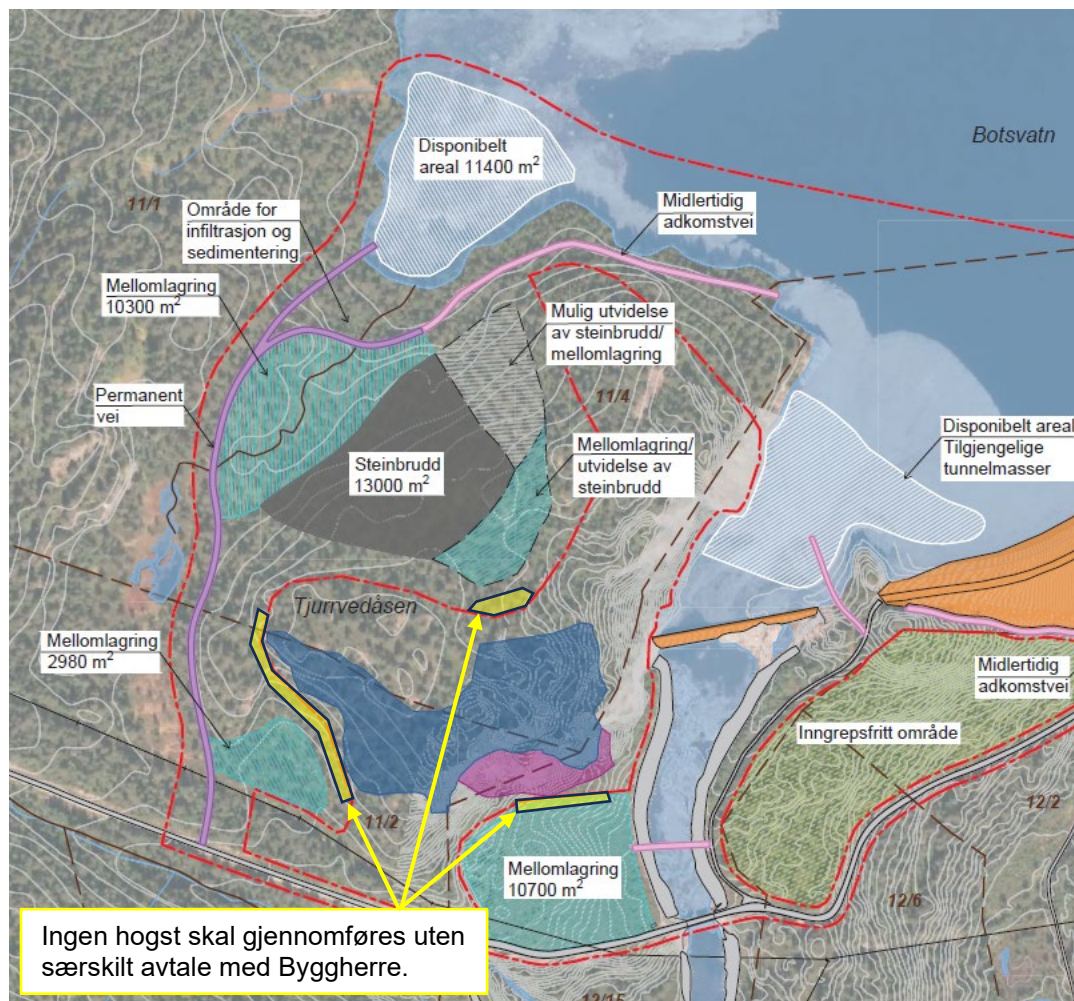 Botsvatn
Disponibelt
areal 11400 m²
11/1
Område for
infiltrasjon og
sedimentering
Midlertidig
adkomstvei
Mellomlagring
10300 m²
Mulig utvidelse
av steinbrudd/
mellomlagring
11/4
Permanent
vei
Disponibelt areal
Tilgjengelige
tunnelmasser
Steinbrudd
13000 m²
Mellomlagring/
utvidelse av
steinbrudd
Tjurrvedåsen
Mellomlagring
2980 m²
Midlertidig
adkomstvei
Inngrepsfritt område
11/2
12/2
Mellomlagring
10700 m²
12/6
Ingen hogst skal gjennomføres uten
særskilt avtale med Byggherre.